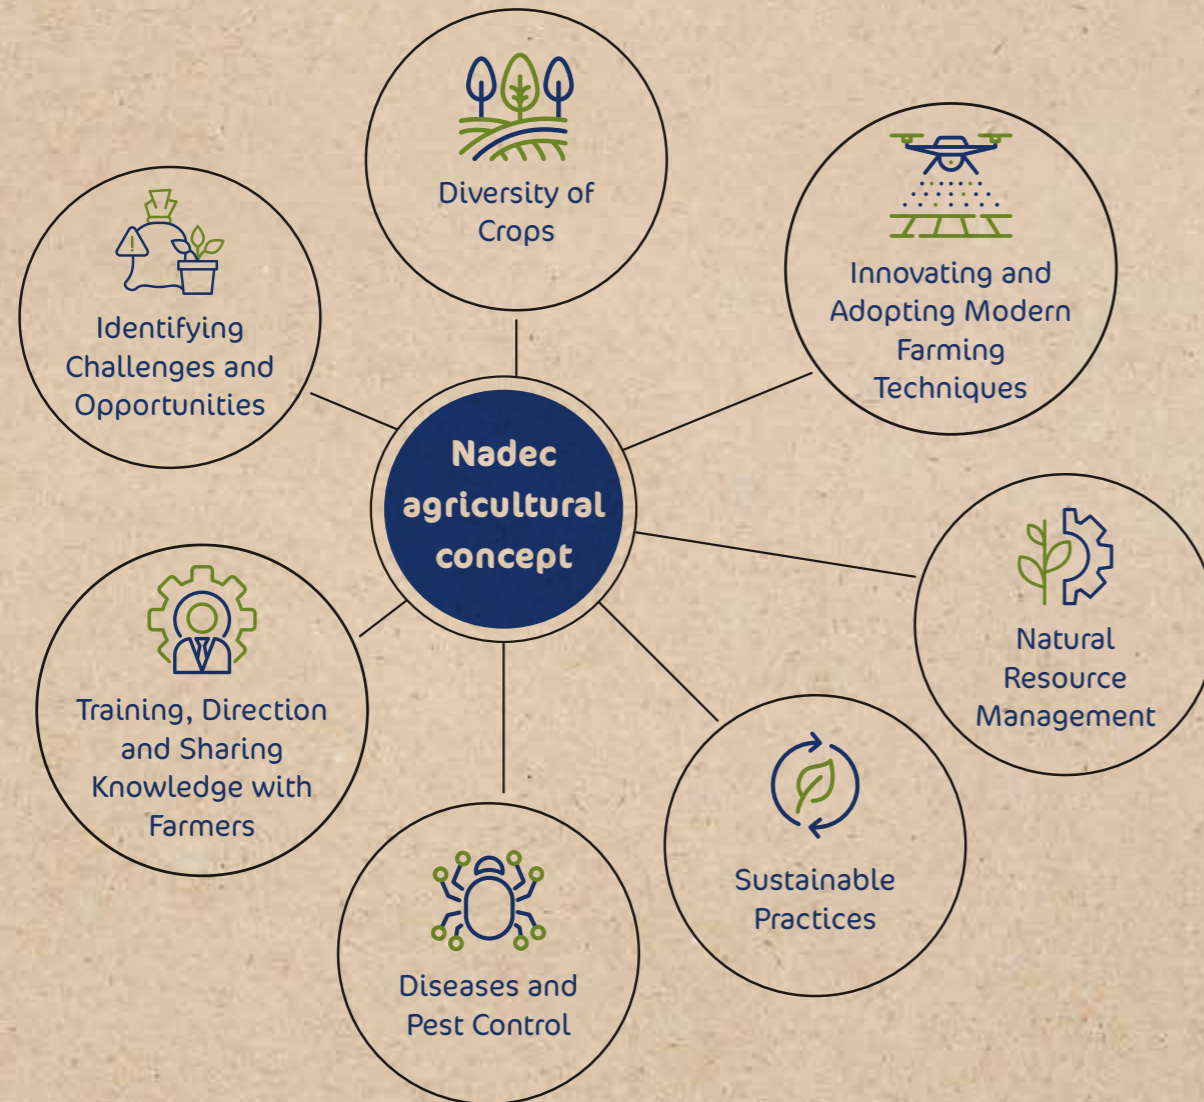 Diversity of
Crops
Innovating and
Adopting Modern
Farming
Techniques
Identifying
Challenges and
Opportunities
Nadec
agricultural
concept
Natural
Resource
Management
Training, Direction
and Sharing
Knowledge with
Farmers
Sustainable
Practices
Diseases and
Pest Control